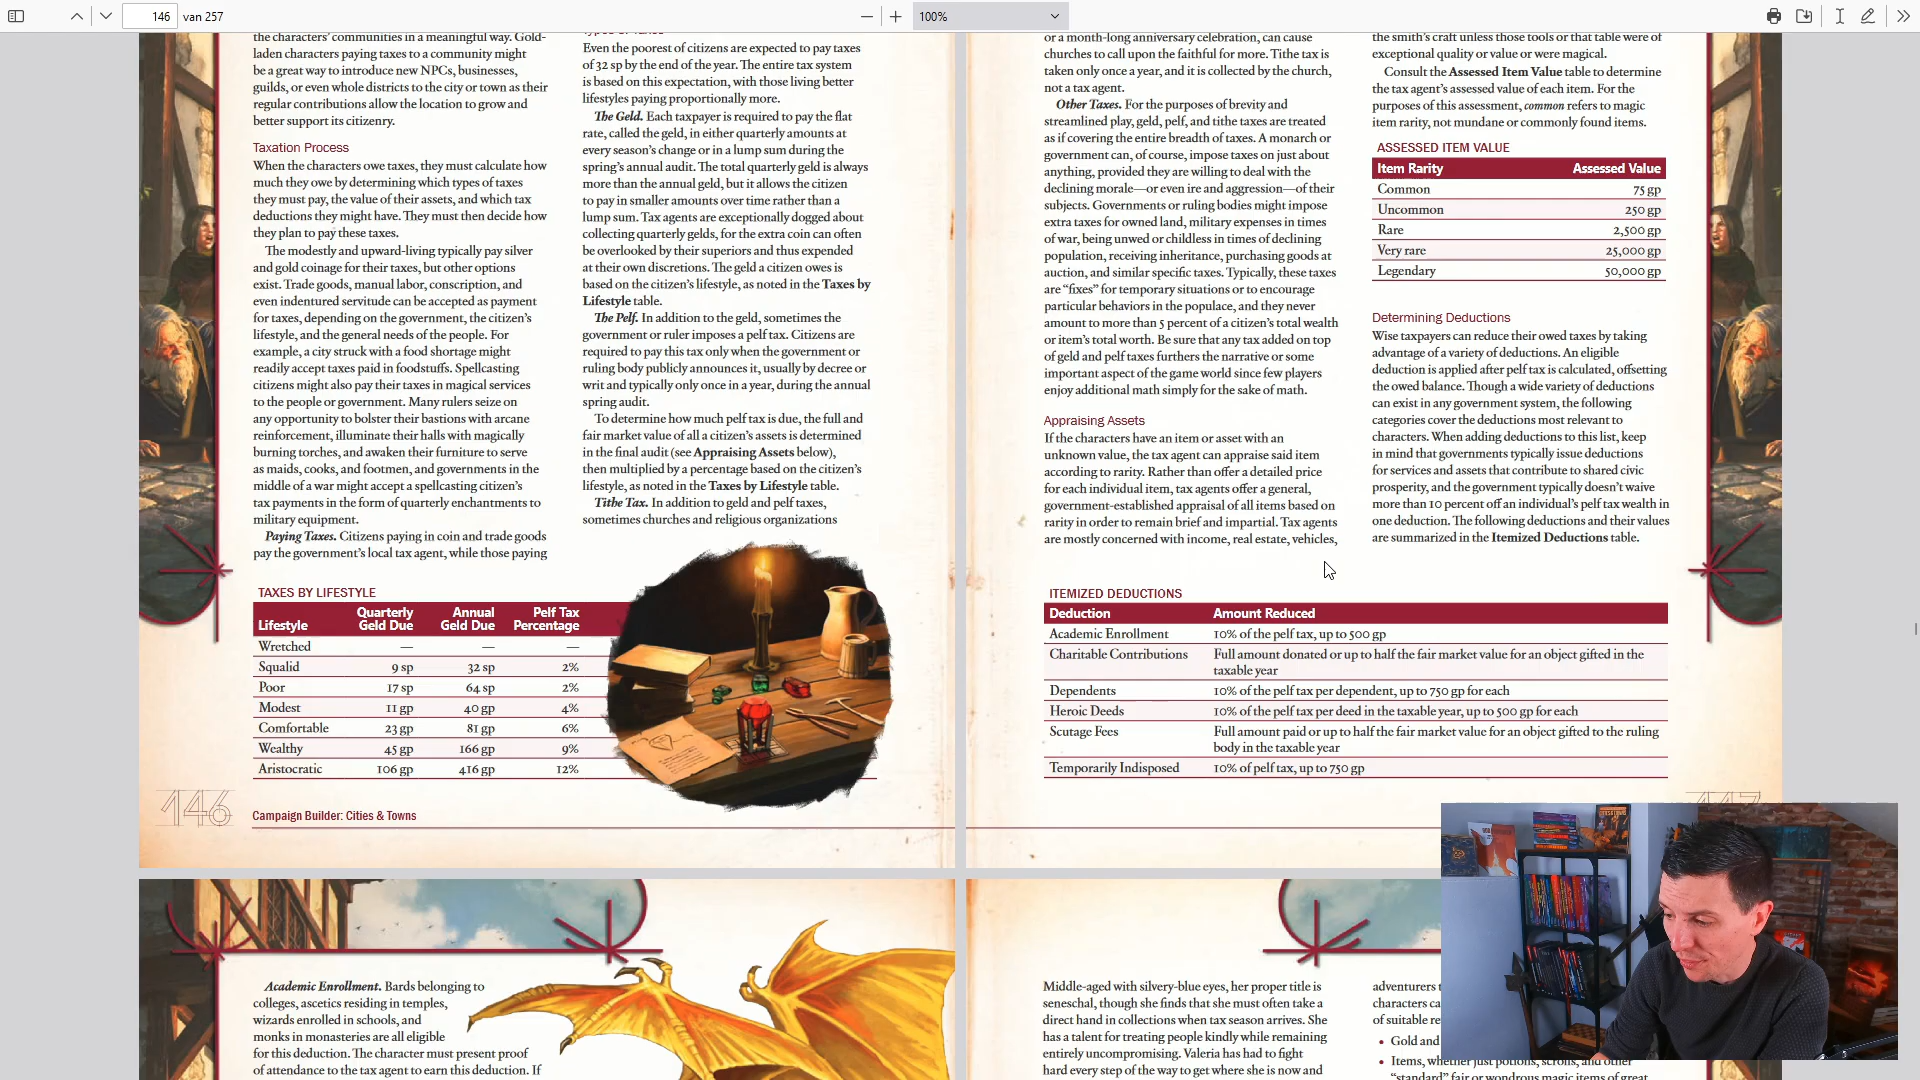 146
van 257
100%
the characters' communities in a meaningful way. Gold-
laden characters paying taxes to a community might
be a great way to introduce new NPCs, businesses,
guilds, or even whole districts to the city or town as their
regular contributions allow the location to grow and
better support its citizenry.
Taxation Process
When the characters owe taxes, they must calculate how
much they owe by determining which types of taxes
they must pay, the value of their assets, and which tax
deductions they might have. They must then decide how
they plan to pay these taxes.
The modestly and upward-living typically pay silver
and gold coinage for their taxes, but other options
exist. Trade goods, manual labor, conscription, and
even indentured servitude can be accepted as payment
for taxes, depending on the government, the citizen's
lifestyle, and the general needs of the people. For
example, a city struck with a food shortage might
readily accept taxes paid in foodstuffs. Spellcasting
citizens might also pay their taxes in magical services
to the people or government. Many rulers seize on
any opportunity to bolster their bastions with arcane
reinforcement, illuminate their halls with magically
burning torches, and awaken their furniture to serve
as maids, cooks, and footmen, and governments in the
middle of a war might accept a spellcasting citizen's
tax payments in the form of quarterly enchantments to
military equipment.
Paying Taxes. Citizens paying in coin and trade goods
pay the government's local tax agent, while those paying
Types of Taxes
Even the poorest of citizens are expected to pay taxes
of 32 sp by the end of the year. The entire tax system
is based on this expectation, with those living better
lifestyles paying proportionally more.
The Geld. Each taxpayer is required to pay the flat
rate, called the geld, in either quarterly amounts at
every season's change or in a lump sum during the
spring's annual audit. The total quarterly geld is always
more than the annual geld, but it allows the citizen
to pay in smaller amounts over time rather than a
lump sum. Tax agents are exceptionally dogged about
collecting quarterly gelds, for the extra coin can often
be overlooked by their superiors and thus expended
at their own discretions. The geld a citizen owes is
based on the citizen's lifestyle, as noted in the Taxes by
Lifestyle table.
The Pelf. In addition to the geld, sometimes the
government or ruler imposes a pelf tax. Citizens are
required to pay this tax only when the government or
ruling body publicly announces it, usually by decree or
writ and typically only once in a year, during the annual
spring audit.
To determine how much pelf tax is due, the full and
fair market value of all a citizen's assets is determined
in the final audit (see Appraising Assets below),
then multiplied by a percentage based on the citizen's
lifestyle, as noted in the Taxes by Lifestyle table.
Tithe Tax. In addition to geld and pelf taxes,
sometimes churches and religious organizations
TAXES BY LIFESTYLE
Lifestyle Quarterly Geld Due Annual Geld Due Pelf Tax Percentage
Wretched — — —
Squalid 9 sp 32 sp 2%
Poor 17 sp 64 sp 2%
Modest 11 gp 40 gp 4%
Comfortable 23 gp 81 gp 6%
Wealthy 45 gp 166 gp 9%
Aristocratic 106 gp 416 gp 12%
146
Campaign Builder: Cities & Towns
or a month-long anniversary celebration, can cause
churches to call upon the faithful for more. Tithe tax is
taken only once a year, and it is collected by the church,
not a tax agent.
Other Taxes. For the purposes of brevity and
streamlined play, geld, pelf, and tithe taxes are treated
as if covering the entire breadth of taxes. A monarch or
government can, of course, impose taxes on just about
anything, provided they are willing to deal with the
declining morale—or even ire and aggression—of their
subjects. Governments or ruling bodies might impose
extra taxes for owned land, military expenses in times
of war, being unwed or childless in times of declining
population, receiving inheritance, purchasing goods at
auction, and similar specific taxes. Typically, these taxes
are "fixes" for temporary situations or to encourage
particular behaviors in the populace, and they never
amount to more than 5 percent of a citizen's total wealth
or item's total worth. Be sure that any tax added on top
of geld and pelf taxes furthers the narrative or some
important aspect of the game world since few players
enjoy additional math simply for the sake of math.
Appraising Assets
If the characters have an item or asset with an
unknown value, the tax agent can appraise said item
according to rarity. Rather than offer a detailed price
for each individual item, tax agents offer a general,
government-established appraisal of all items based on
rarity in order to remain brief and impartial. Tax agents
are mostly concerned with income, real estate, vehicles,
the smith's craft unless those tools or that table were of
exceptional quality or value or were magical.
Consult the Assessed Item Value table to determine
the tax agent's assessed value of each item. For the
purposes of this assessment, common refers to magic
item rarity, not mundane or commonly found items.
ASSESSED ITEM VALUE
Item Rarity Assessed Value
Common 75 gp
Uncommon 250 gp
Rare 2,500 gp
Very rare 25,000 gp
Legendary 50,000 gp
Determining Deductions
Wise taxpayers can reduce their owed taxes by taking
advantage of a variety of deductions. An eligible
deduction is applied after pelf tax is calculated, offsetting
the owed balance. Though a wide variety of deductions
can exist in any government system, the following
categories cover the deductions most relevant to
characters. When adding deductions to this list, keep
in mind that governments typically issue deductions
for services and assets that contribute to shared civic
prosperity, and the government typically doesn't waive
more than 10 percent off an individual's pelf tax wealth in
one deduction. The following deductions and their values
are summarized in the Itemized Deductions table.
ITEMIZED DEDUCTIONS
Deduction Amount Reduced
Academic Enrollment 10% of the pelf tax, up to 500 gp
Charitable Contributions Full amount donated or up to half the fair market value for an object gifted in the
taxable year
Dependents 10% of the pelf tax per dependent, up to 750 gp for each
Heroic Deeds 10% of the pelf tax per deed in the taxable year, up to 500 gp for each
Scutage Fees Full amount paid or up to half the fair market value for an object gifted to the ruling
body in the taxable year
Temporarily Indisposed 10% of pelf tax, up to 750 gp
Academic Enrollment. Bards belonging to
colleges, ascetics residing in temples,
wizards enrolled in schools, and
monks in monasteries are all eligible
for this deduction. The character must present proof
of attendance to the tax agent to earn this deduction. If
Middle-aged with silvery-blue eyes, her proper title is
seneschal, though she finds that she must often take a
direct hand in collections when tax season arrives. She
has a talent for treating people kindly while remaining
entirely uncompromising. Valeria has had to fight
hard every step of the way to get where she is now and
adventurers
characters ca
of suitable re
• Gold and
• Items, whether just potions, scrolls, and other
"standard" fair or wondrous magic items of great